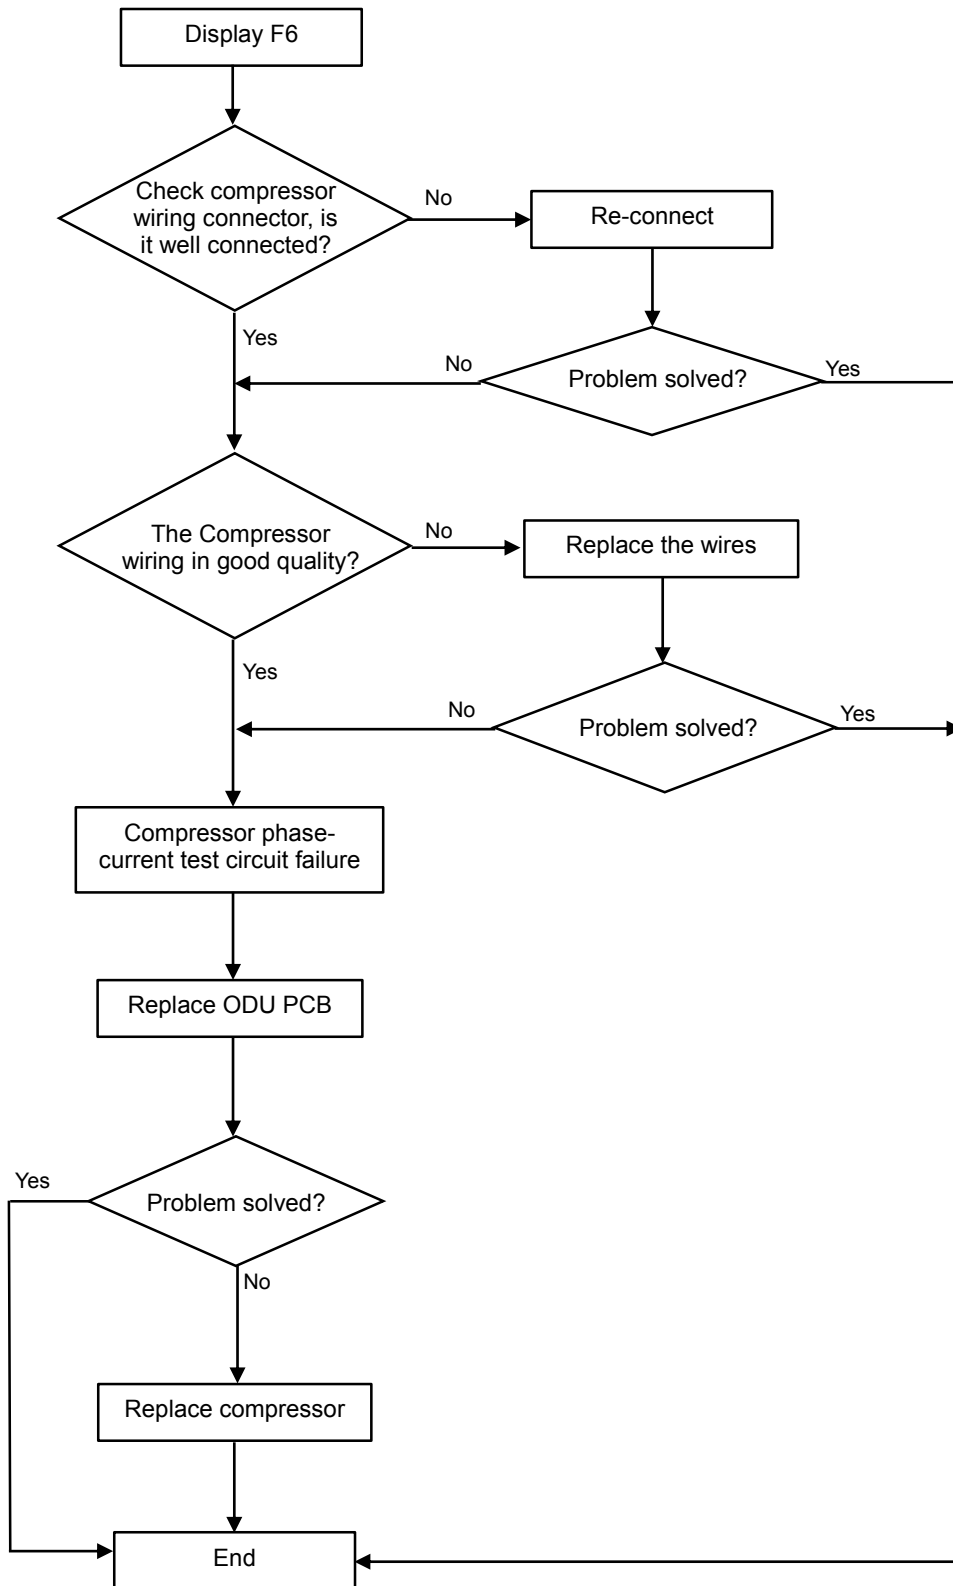 Display F6
Check compressor
wiring connector, is
it well connected?
No
Re-connect
Yes
No
Problem solved?
Yes
The Compressor
wiring in good quality?
No
Replace the wires
Yes
No
Problem solved?
Yes
Compressor phase-
current test circuit failure
Replace ODU PCB
Yes
Problem solved?
No
Replace compressor
End